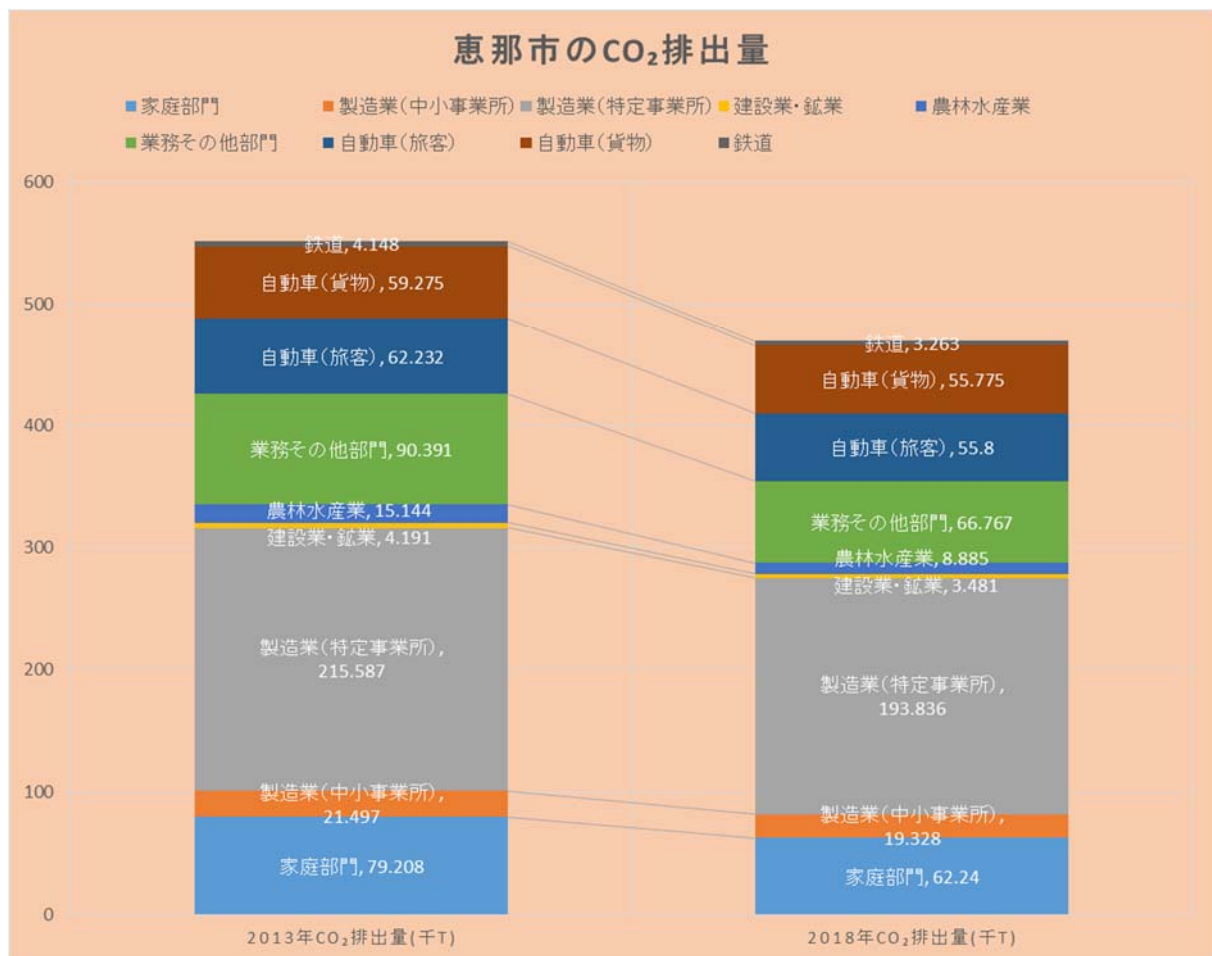 恵那市のCO₂排出量
家庭部門 製造業(中小事業所) 製造業(特定事業所) 建設業・鉱業 農林水産業
業務その他部門 自動車(旅客) 自動車(貨物) 鉄道
600
500
400
300
200
100
0
鉄道, 4.148
自動車(貨物), 59.275
自動車(旅客), 62.232
業務その他部門, 90.391
農林水産業, 15.144
建設業・鉱業, 4.191
製造業(特定事業所),
215.587
製造業(中小事業所),
21.497
家庭部門, 79.208
鉄道, 3.263
自動車(貨物), 55.775
自動車(旅客), 55.8
業務その他部門, 66.767
農林水産業, 8.885
建設業・鉱業, 3.481
製造業(特定事業所),
193.836
製造業(中小事業所),
19.328
家庭部門, 62.24
2013年CO₂排出量(千T)
2018年CO₂排出量(千T)